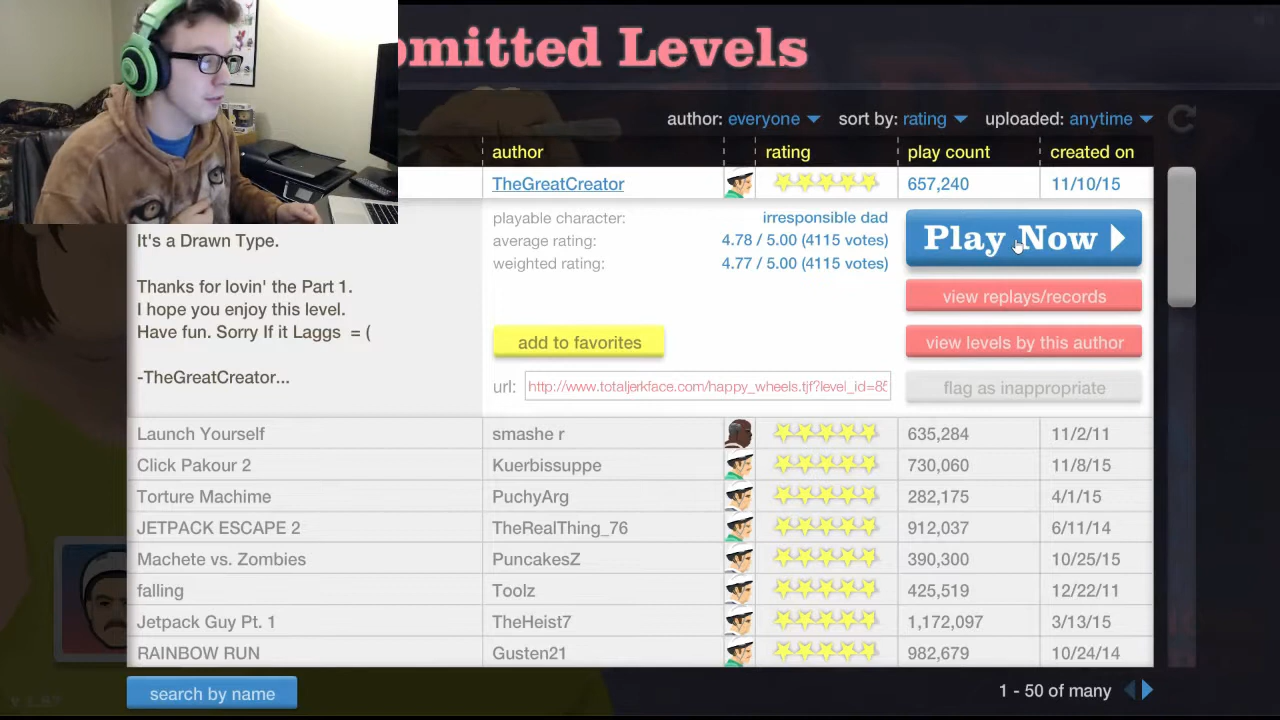 omitted Levels
author: everyone sort by: rating uploaded: anytime
author rating play count created on
TheGreatCreator 657,240 11/10/15
It's a Drawn Type.
Thanks for lovin' the Part 1.
I hope you enjoy this level.
Have fun. Sorry If it Laggs = (
-TheGreatCreator...
playable character: irresponsible dad
average rating: 4.78 / 5.00 (4115 votes)
weighted rating: 4.77 / 5.00 (4115 votes)
Play Now
view replays/records
add to favorites
view levels by this author
url: http://www.totaljerkface.com/happy_wheels.tjf?level_id=8
flag as inappropriate
Launch Yourself smashe r 635,284 11/2/11
Click Pakour 2 Kuerbissuppe 730,060 11/8/15
Torture Machime PuchyArg 282,175 4/1/15
JETPACK ESCAPE 2 TheRealThing_76 912,037 6/11/14
Machete vs. Zombies PuncakesZ 390,300 10/25/15
falling Toolz 425,519 12/22/11
Jetpack Guy Pt. 1 TheHeist7 1,172,097 3/13/15
RAINBOW RUN Gusten21 982,679 10/24/14
search by name
1 - 50 of many